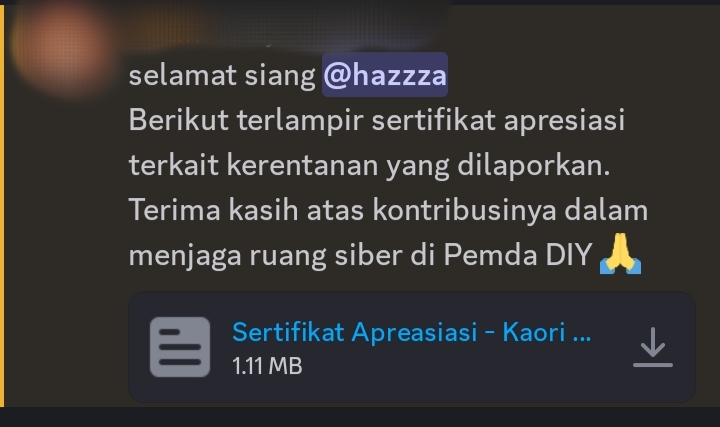 selamat siang @hazzza
Berikut terlampir sertifikat apresiasi
terkait kerentanan yang dilaporkan.
Terima kasih atas kontribusinya dalam
menjaga ruang siber di Pemda DIY 🙏
Sertifikat Apreasiasi - Kaori ...
1.11 MB